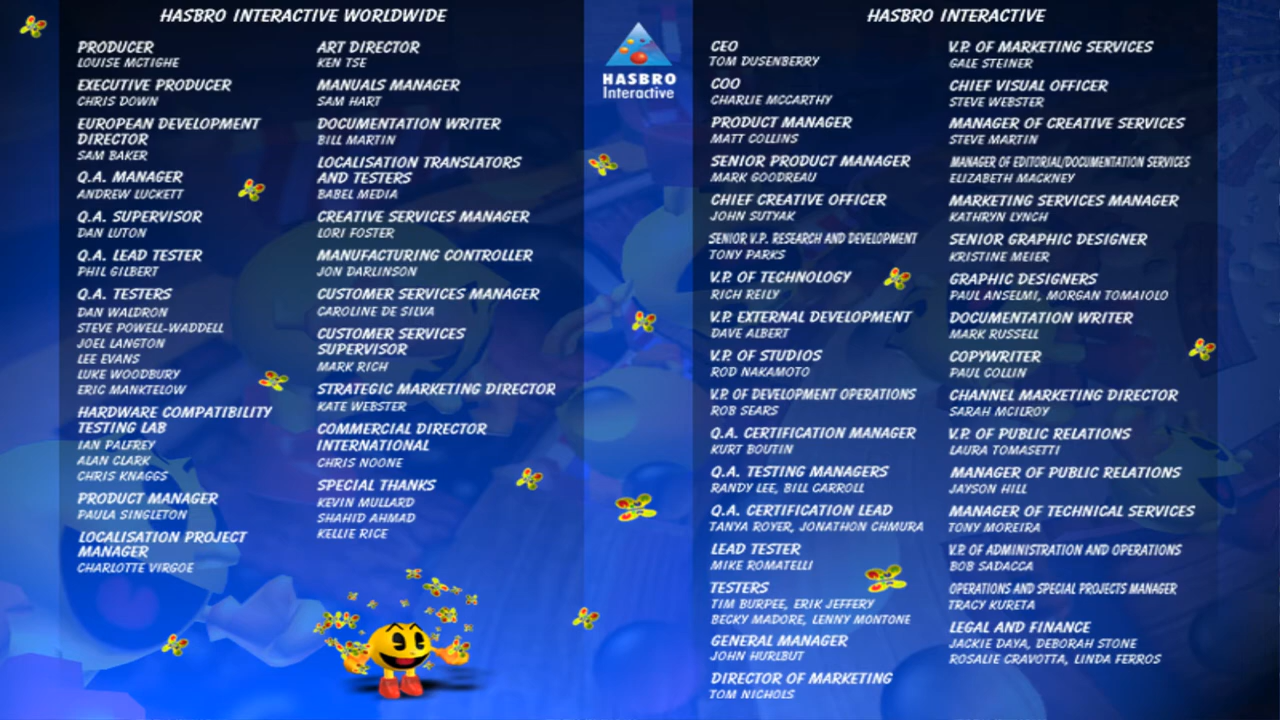 HASBRO INTERACTIVE WORLDWIDE
PRODUCER
LOUISE MCTIGHE
EXECUTIVE PRODUCER
CHRIS DOWN
EUROPEAN DEVELOPMENT
DIRECTOR
SAM BAKER
Q.A. MANAGER
ANDREW LUCKETT
Q.A. SUPERVISOR
DAN LUTON
Q.A. LEAD TESTER
PHIL GILBERT
Q.A. TESTERS
DAN WALDRON
STEVE POWELL-WADDELL
JOEL LANGTON
LEE EVANS
LUKE WOODBURY
ERIC MANKTELOW
HARDWARE COMPATIBILITY
TESTING LAB
IAN PALFREY
ALAN CLARK
CHRIS KNAGGS
PRODUCT MANAGER
PAULA SINGLETON
LOCALISATION PROJECT
MANAGER
CHARLOTTE VIRGOE
ART DIRECTOR
KEN TSE
MANUALS MANAGER
SAM HART
DOCUMENTATION WRITER
BILL MARTIN
LOCALISATION TRANSLATORS
AND TESTERS
BABEL MEDIA
CREATIVE SERVICES MANAGER
LORI FOSTER
MANUFACTURING CONTROLLER
JON DARLINSON
CUSTOMER SERVICES MANAGER
CAROLINE DE SILVA
CUSTOMER SERVICES
SUPERVISOR
MARK RICH
STRATEGIC MARKETING DIRECTOR
KATE WEBSTER
COMMERCIAL DIRECTOR
INTERNATIONAL
CHRIS NOONE
SPECIAL THANKS
KEVIN MULLARD
SHAHID AHMAD
KELLIE RICE
HASBRO
Interactive
HASBRO INTERACTIVE
CEO
TOM DUSENBERRY
COO
CHARLIE MCCARTHY
PRODUCT MANAGER
MATT COLLINS
SENIOR PRODUCT MANAGER
MARK GOODREAU
CHIEF CREATIVE OFFICER
JOHN SUTYAK
SENIOR V.P. RESEARCH AND DEVELOPMENT
TONY PARKS
V.P. OF TECHNOLOGY
RICH REILY
V.P. EXTERNAL DEVELOPMENT
DAVE ALBERT
V.P. OF STUDIOS
ROD NAKAMOTO
V.P. OF DEVELOPMENT OPERATIONS
ROB SEARS
Q.A. CERTIFICATION MANAGER
KURT BOUTIN
Q.A. TESTING MANAGERS
RANDY LEE, BILL CARROLL
Q.A. CERTIFICATION LEAD
TANYA ROYER, JONATHON CHMURA
LEAD TESTER
MIKE ROMATELLI
TESTERS
TIM BURPEE, ERIK JEFFERY
BECKY MADORE, LENNY MONTONE
GENERAL MANAGER
JOHN HURLBUT
DIRECTOR OF MARKETING
TOM NICHOLS
V.P. OF MARKETING SERVICES
GALE STEINER
CHIEF VISUAL OFFICER
STEVE WEBSTER
MANAGER OF CREATIVE SERVICES
STEVE MARTIN
MANAGER OF EDITORIAL/DOCUMENTATION SERVICES
ELIZABETH MACKNEY
MARKETING SERVICES MANAGER
KATHRYN LYNCH
SENIOR GRAPHIC DESIGNER
KRISTINE MEIER
GRAPHIC DESIGNERS
PAUL ANSELMI, MORGAN TOMAIOLO
DOCUMENTATION WRITER
MARK RUSSELL
COPYWRITER
PAUL COLLIN
CHANNEL MARKETING DIRECTOR
SARAH MCILROY
V.P. OF PUBLIC RELATIONS
LAURA TOMASETTI
MANAGER OF PUBLIC RELATIONS
JAYSON HILL
MANAGER OF TECHNICAL SERVICES
TONY MOREIRA
V.P. OF ADMINISTRATION AND OPERATIONS
BOB SADACCA
OPERATIONS AND SPECIAL PROJECTS MANAGER
TRACY KURETA
LEGAL AND FINANCE
JACKIE DAYA, DEBORAH STONE
ROSALIE CRAVOTTA, LINDA FERROS